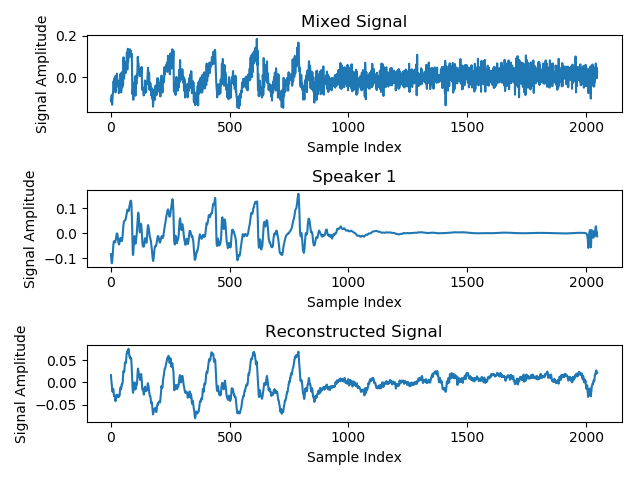 Mixed Signal
Signal Amplitude
0.2
0.0
0 500 1000 1500 2000
Sample Index
Speaker 1
Signal Amplitude
0.1
0.0
−0.1
0 500 1000 1500 2000
Sample Index
Reconstructed Signal
Signal Amplitude
0.05
0.00
−0.05
0 500 1000 1500 2000
Sample Index